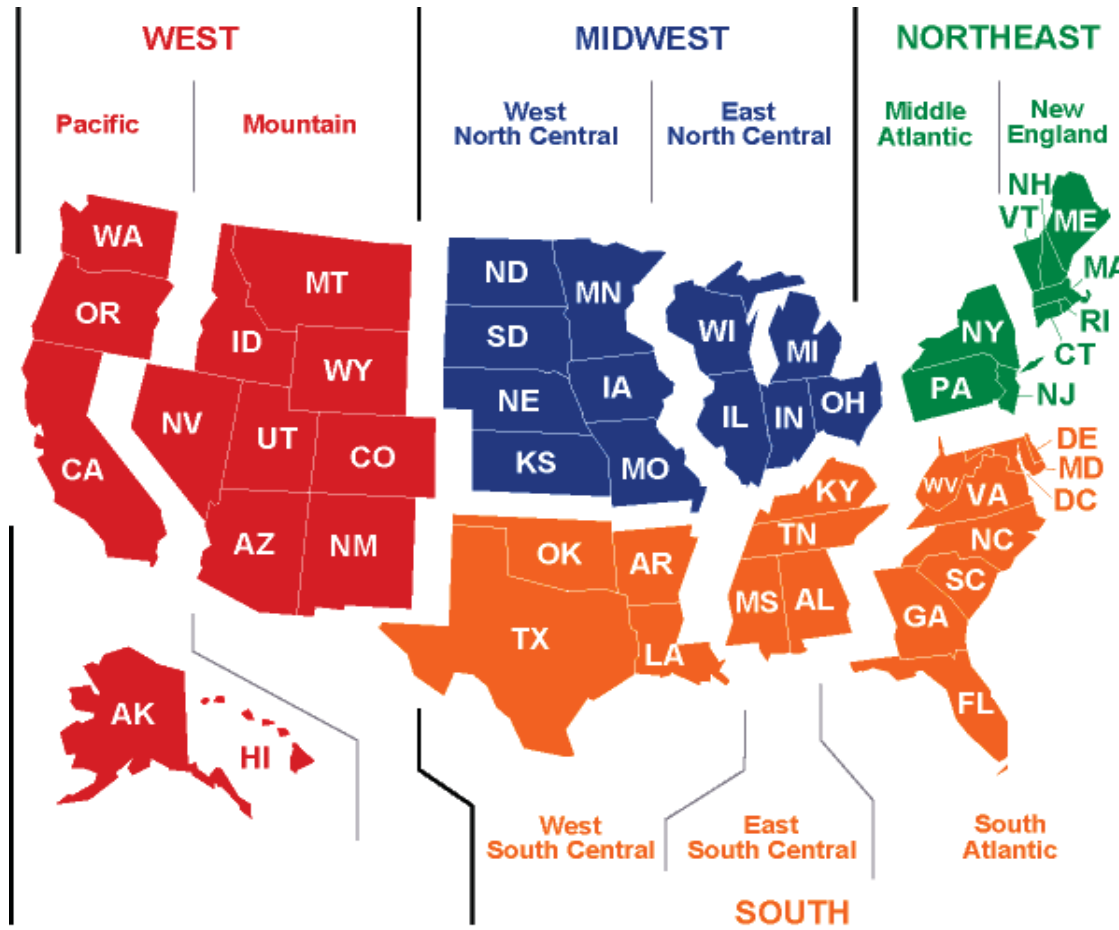 WEST
MIDWEST
NORTHEAST
Pacific
Mountain
West
North Central
East
North Central
Middle
Atlantic
New
England
WA
OR
CA
NV
ID
MT
WY
UT
CO
AZ
NM
AK
HI
ND
SD
NE
KS
MN
IA
MO
WI
MI
IL
IN
OH
NH
VT
ME
MA
RI
CT
NY
PA
NJ
DE
MD
DC
WV
VA
NC
SC
GA
FL
KY
TN
MS
AL
OK
AR
TX
LA
West
South Central
East
South Central
South
Atlantic
SOUTH